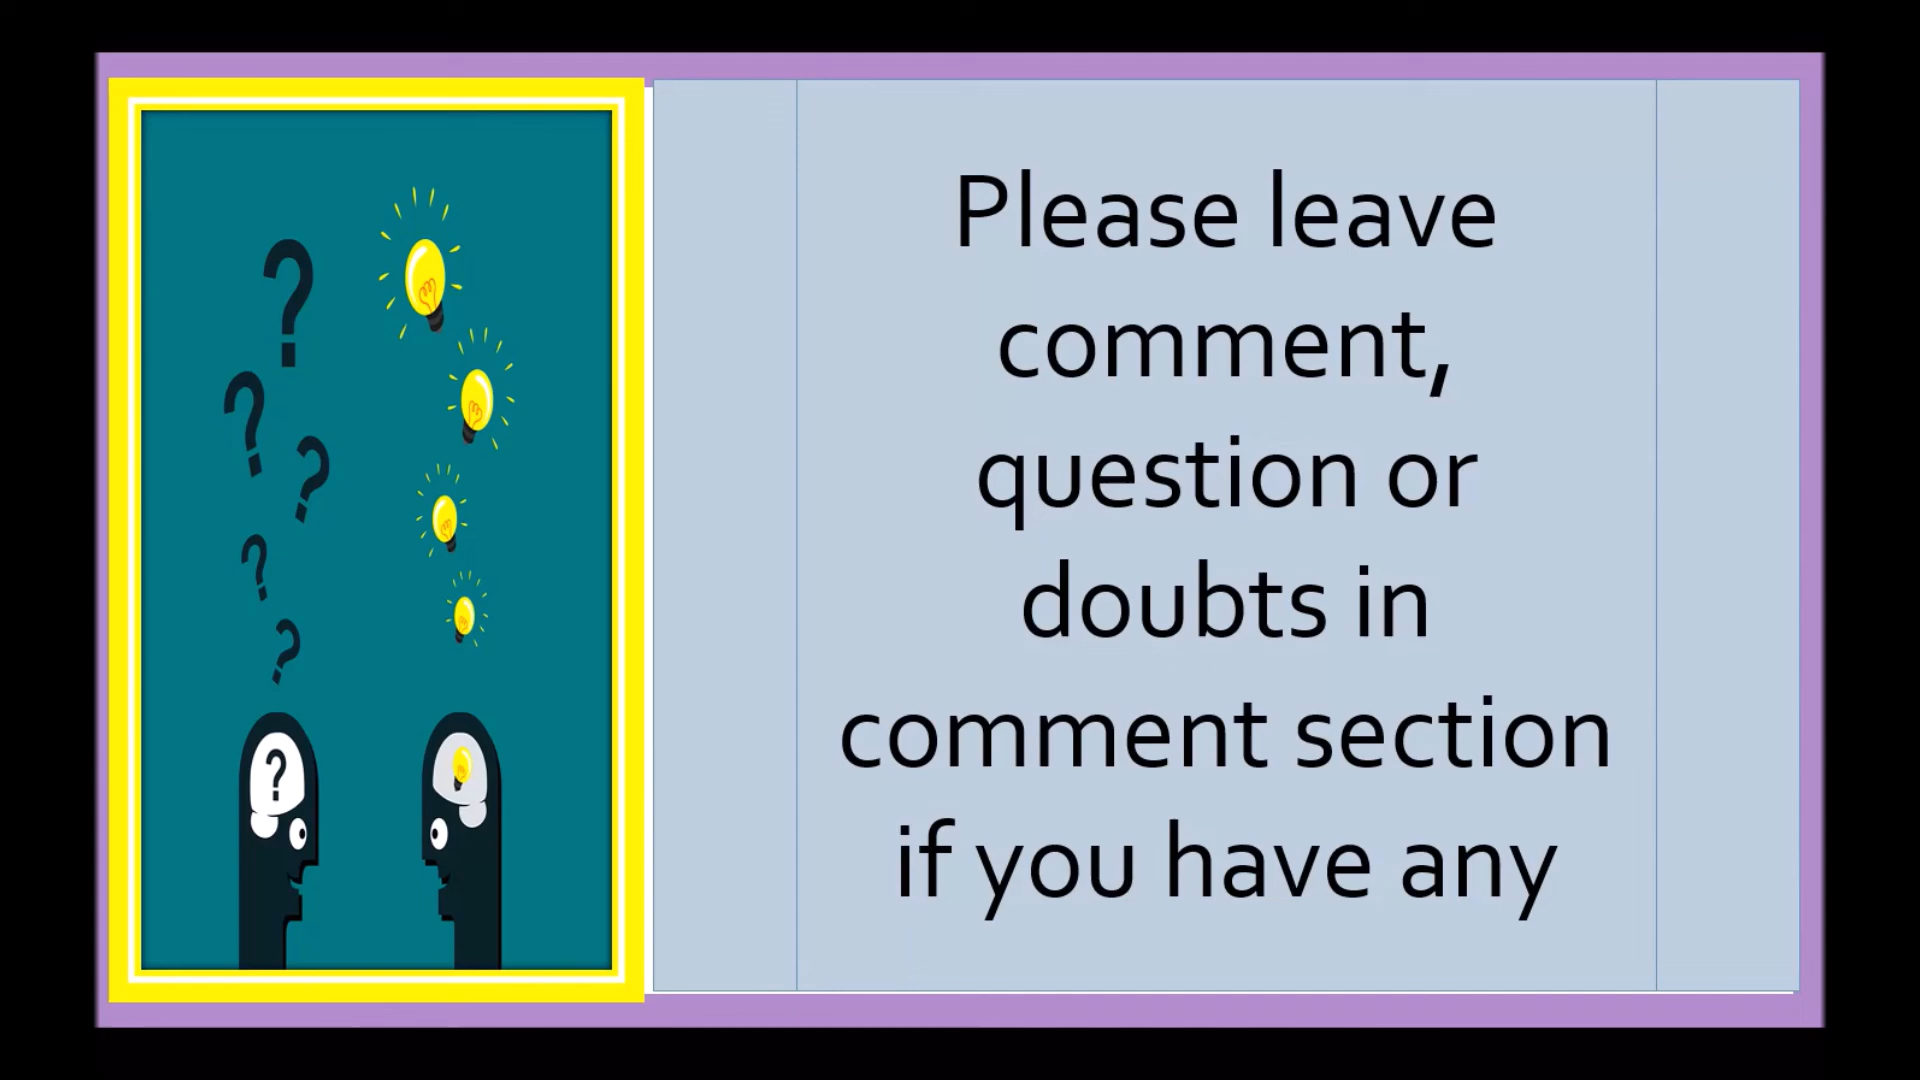 Please leave
comment,
question or
doubts in
comment section
if you have any